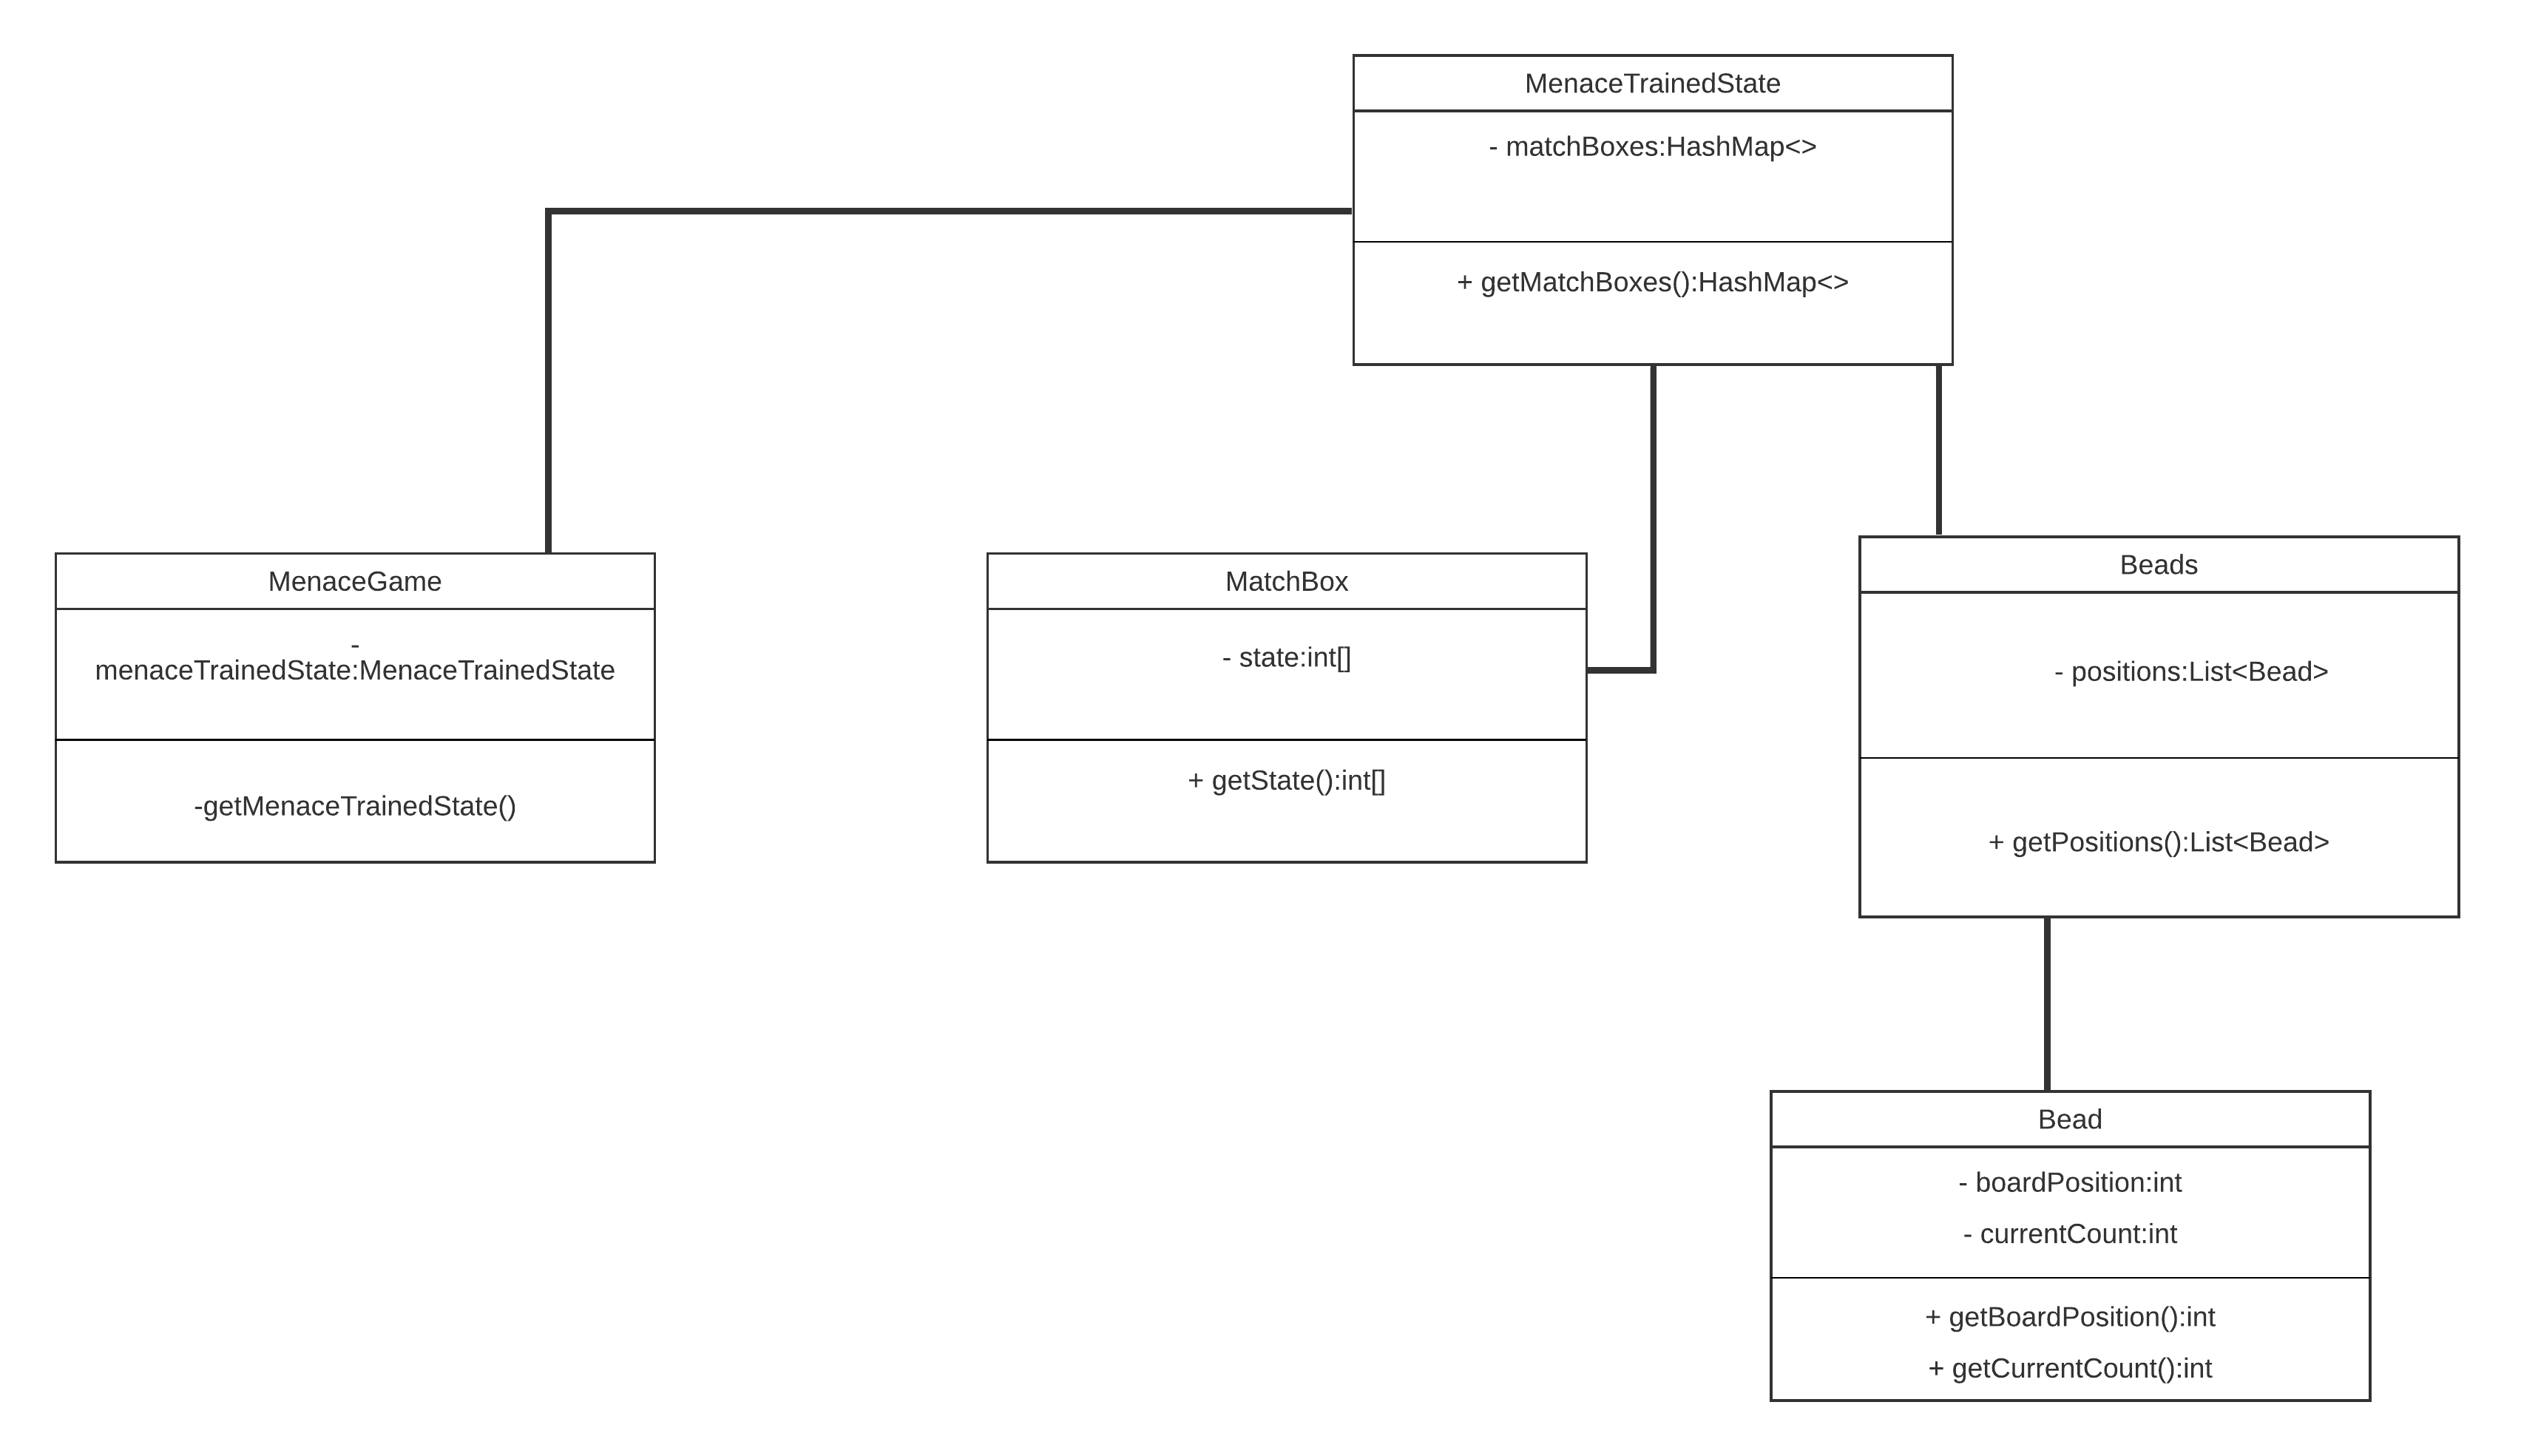 MenaceTrainedState
- matchBoxes:HashMap<>
+ getMatchBoxes():HashMap<>
MenaceGame
-
menaceTrainedState:MenaceTrainedState
-getMenaceTrainedState()
MatchBox
- state:int[]
+ getState():int[]
Beads
- positions:List<Bead>
+ getPositions():List<Bead>
Bead
- boardPosition:int
- currentCount:int
+ getBoardPosition():int
+ getCurrentCount():int